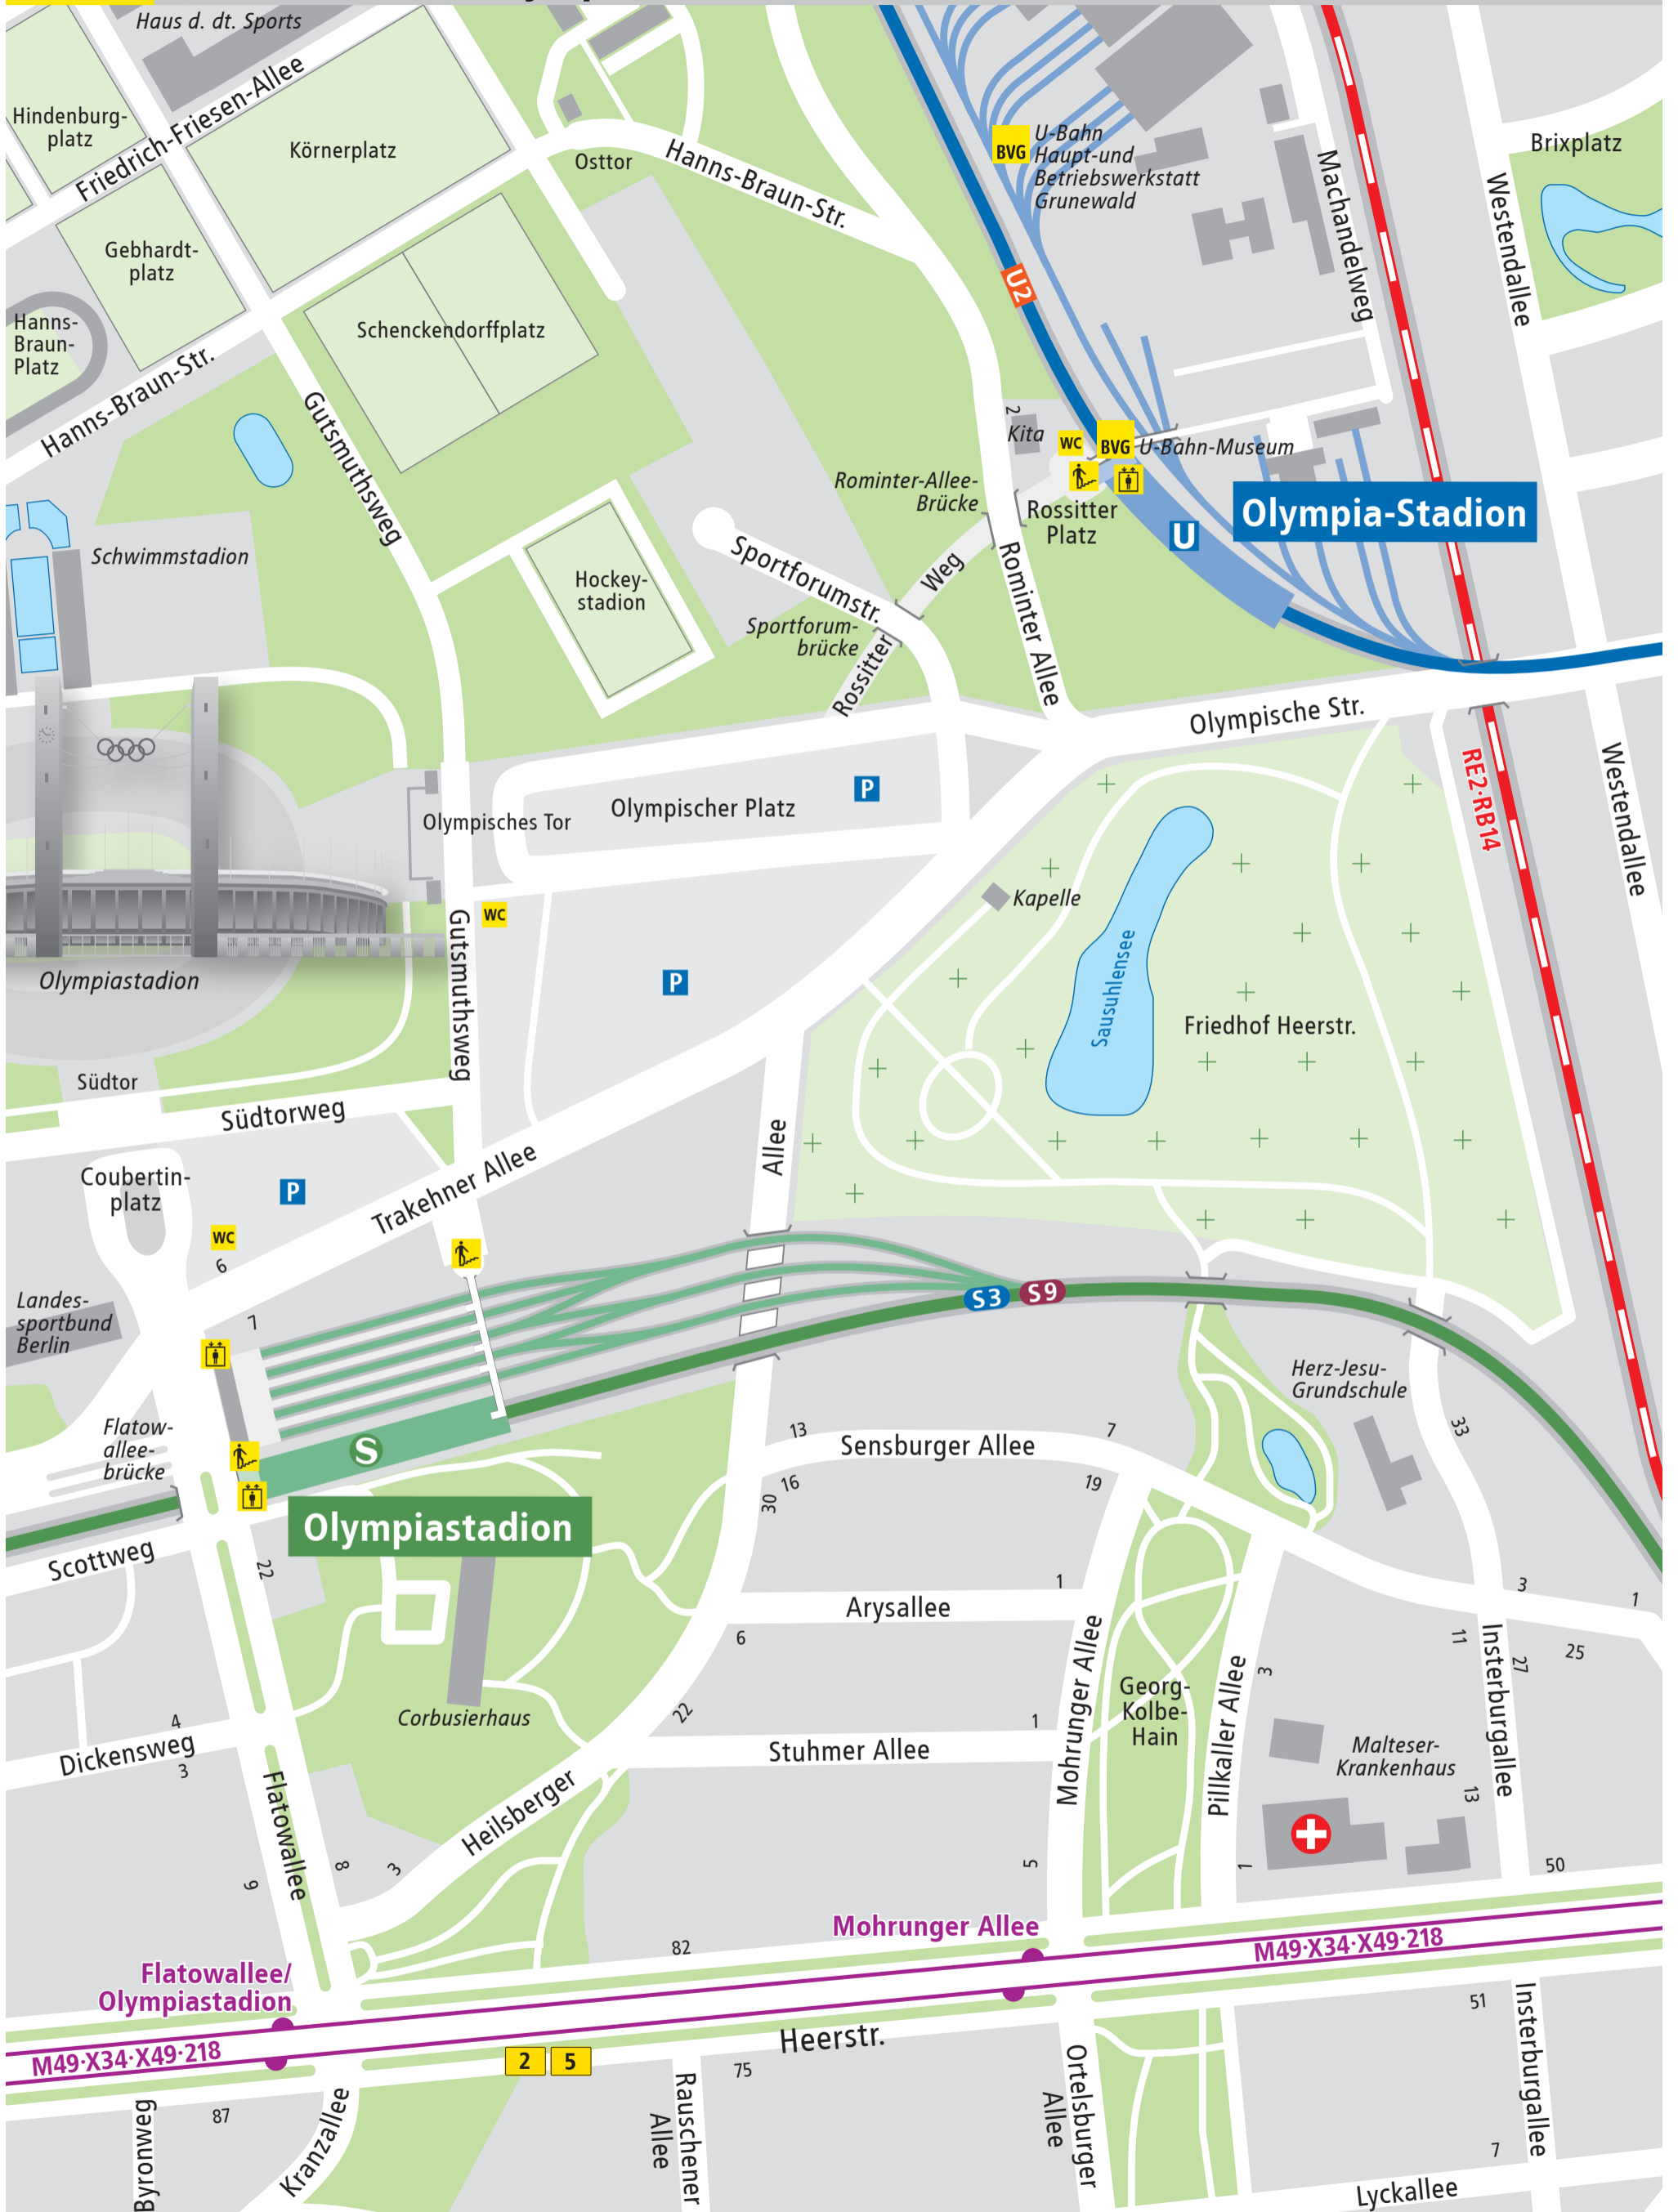 Haus d. dt. Sports
Hindenburg-
platz
Friedrich-Friesen-Allee
Körnerplatz
Osttor
Hanns-Braun-Str.
BVG
U-Bahn
Haupt-und
Betriebswerkstatt
Grunewald
Machandelweg
Brixplatz
Westendallee
Gebhardt-
platz
U2
Hanns-
Braun-
Platz
Schenckendorffplatz
Hanns-Braun-Str.
Gutsmuthsweg
2
Kita
WC
BVG
U-Bahn-Museum
Rominter-Allee-
Brücke
Rossitter
Platz
U
Olympia-Stadion
Schwimmstadion
Hockey-
stadion
Sportforumstr.
Weg
Rominter Allee
Sportforum-
brücke
Rossitter
Olympische Str.
RE2·RB14
Westendallee
P
Olympischer Platz
Olympisches Tor
Kapelle
WC
Gutsmuthsweg
Olympiastadion
P
Sausuhlensee
Friedhof Heerstr.
Südtor
Südtorweg
Allee
Trakehner Allee
Coubertin-
platz
P
WC
6
7
Landes-
sportbund
Berlin
S3
S9
Herz-Jesu-
Grundschule
Flatow-
allee-
brücke
S
13
Sensburger Allee
7
33
16
19
30
Olympiastadion
Scottweg
22
1
Arysallee
6
3
1
11
27
25
Insterburgallee
Mohrunger Allee
Georg-
Kolbe-
Hain
Pillkaller Allee
3
Corbusierhaus
22
1
Stuhmer Allee
4
Dickensweg
3
Malteser-
Krankenhaus
13
Flatowallee
Heilsberger
9
8
3
5
1
50
Mohrunger Allee
82
M49·X34·X49·218
Flatowallee/
Olympiastadion
M49·X34·X49·218
Heerstr.
2
5
75
51
Insterburgallee
87
Byronweg
Kranzallee
Rauschener
Allee
Ortelsburger
Allee
7
Lyckallee